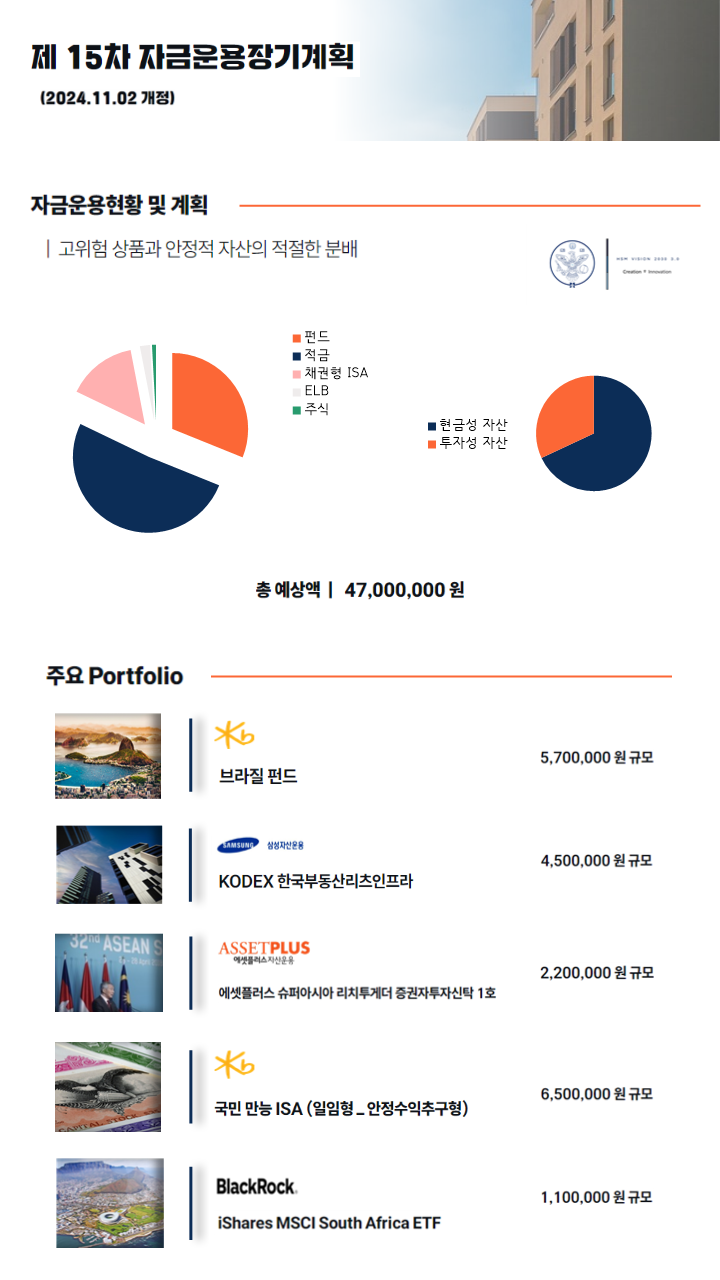 제 15차 자금운용장기계획
(2024.11.02 개정)
자금운용현황 및 계획
| 고위험 상품과 안정적 자산의 적절한 분배
HSM VISION 2030 5.0
Creation * Innovation
펀드
적금
채권형 ISA
ELB
주식
현금성 자산
투자성 자산
총 예상액 | 47,000,000 원
주요 Portfolio
브라질 펀드
5,700,000 원 규모
SAMSUNG 삼성자산운용
KODEX 한국부동산리츠인프라
4,500,000 원 규모
32nd ASEAN S
ASSETPLUS
에셋플러스자산운용
에셋플러스 슈퍼아시아 리치투게더 증권자투자신탁 1호
2,200,000 원 규모
CAPITAL STOCK
국민 만능 ISA (일임형 _ 안정수익추구형)
6,500,000 원 규모
BlackRock.
iShares MSCI South Africa ETF
1,100,000 원 규모